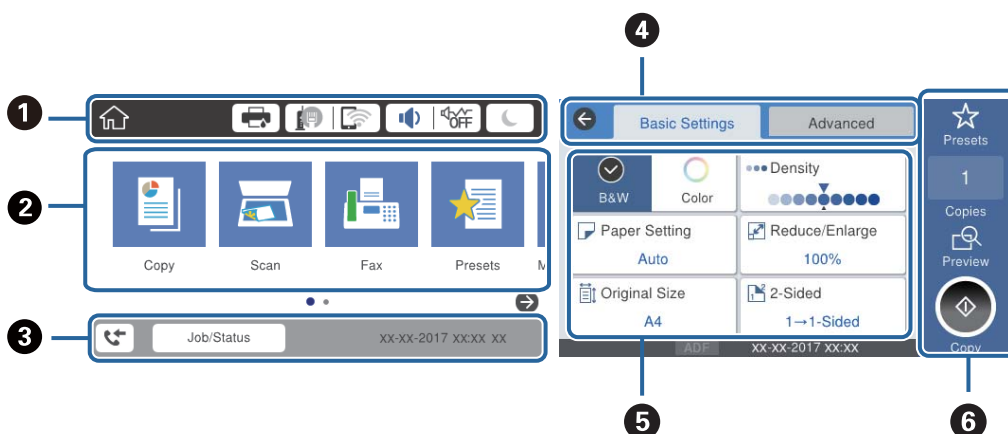 4
1
OFF
2
Copy
Scan
Fax
Presets
3
Job/Status
xx-xx-2017 xx:xx xx
Basic Settings
Advanced
B&W
Color
Density
Paper Setting
Auto
Reduce/Enlarge
100%
Original Size
A4
1 2
2-Sided
1→1-Sided
ADF
xx-xx-2017 xx:xx
Presets
1
Copies
Preview
Copy
5
6